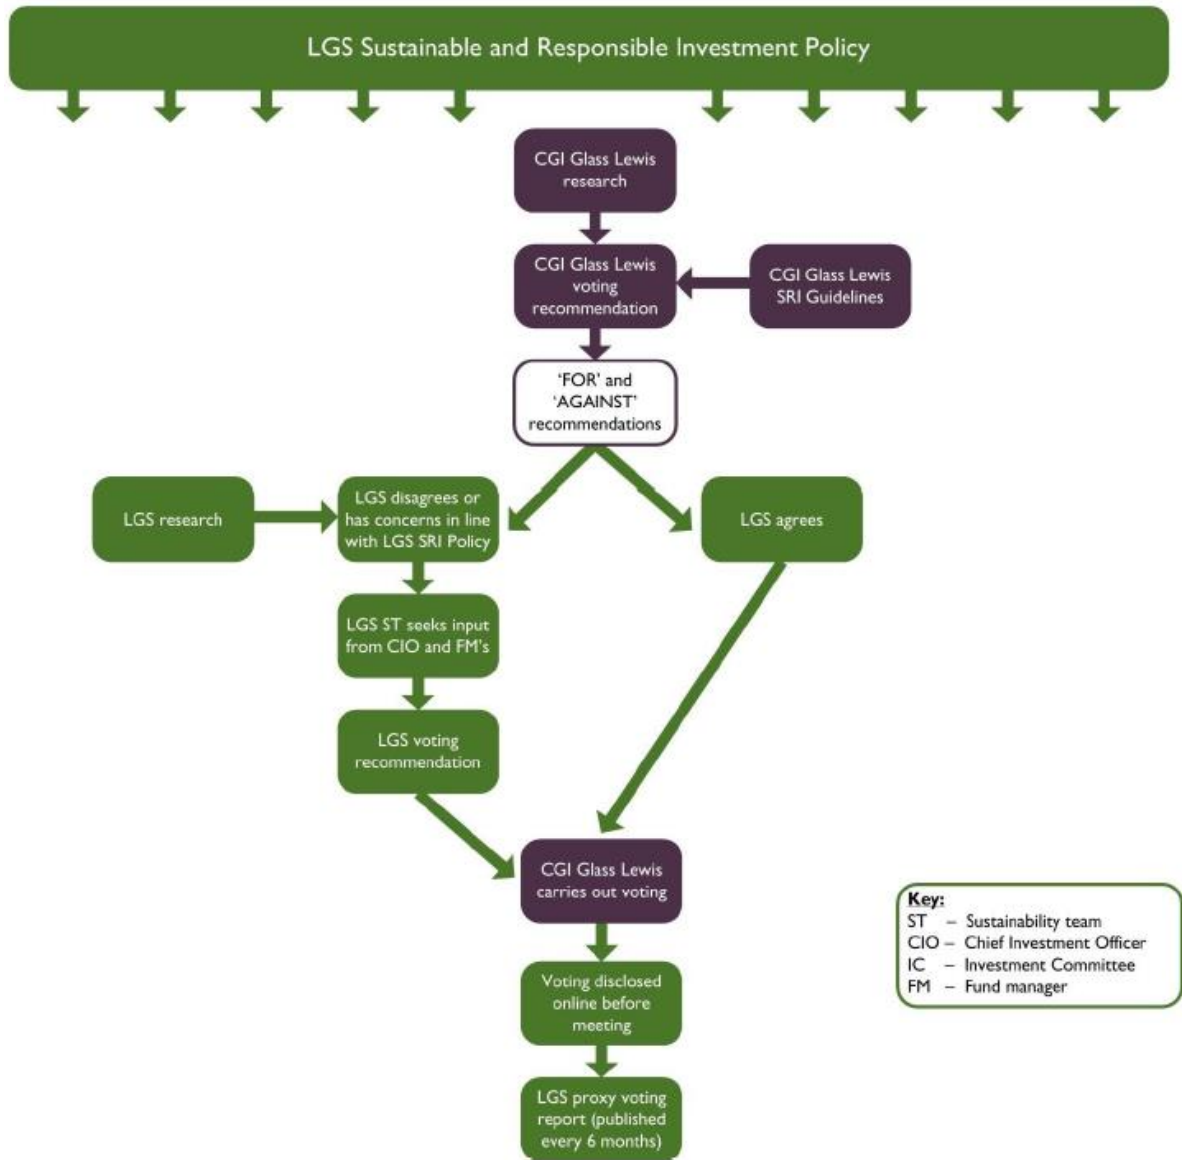 LGS Sustainable and Responsible Investment Policy
CGI Glass Lewis
research
CGI Glass Lewis
voting
recommendation
CGI Glass Lewis
SRI Guidelines
‘FOR’ and
‘AGAINST’
recommendations
LGS research
LGS disagrees or
has concerns in line
with LGS SRI Policy
LGS agrees
LGS ST seeks input
from CIO and FM's
LGS voting
recommendation
CGI Glass Lewis
carries out voting
Voting disclosed
online before
meeting
LGS proxy voting
report (published
every 6 months)
Key:
ST – Sustainability team
CIO – Chief Investment Officer
IC – Investment Committee
FM – Fund manager